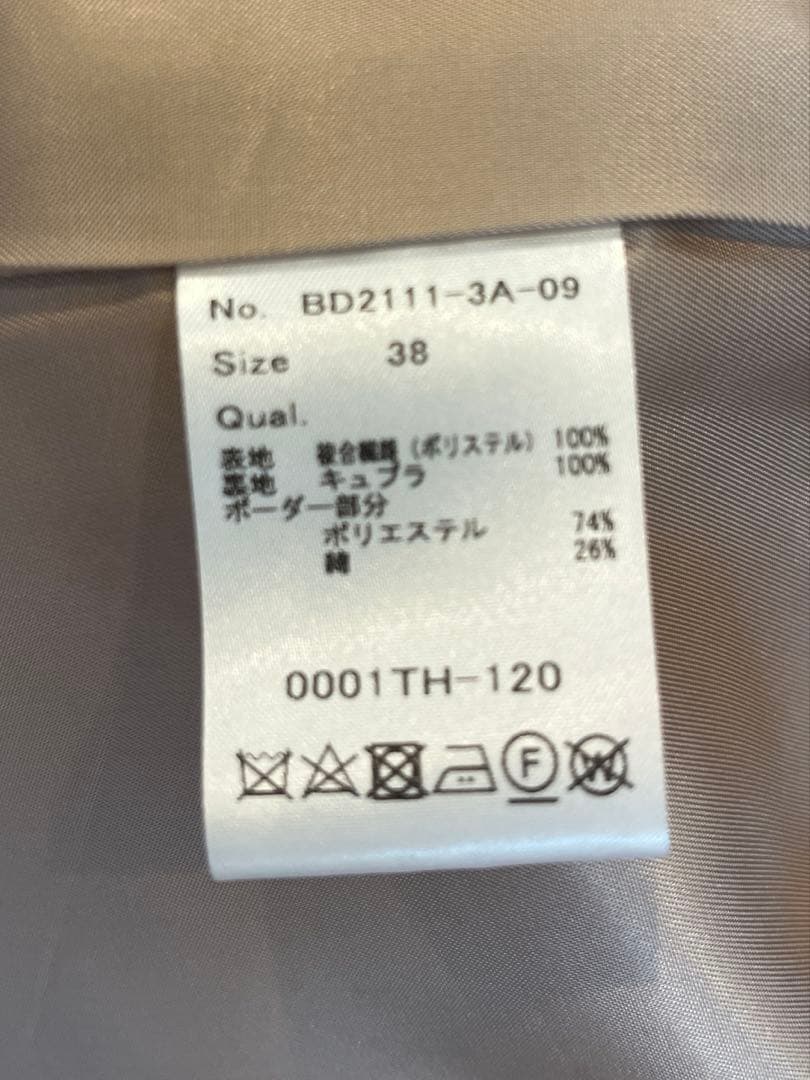 No. BD2111-3A-09
Size 38
Qual.
表地 複合繊維(ポリステル) 100%
裏地 キュプラ 100%
ボーダー部分
ポリエステル 74%
綿 26%
0001TH-120
F W